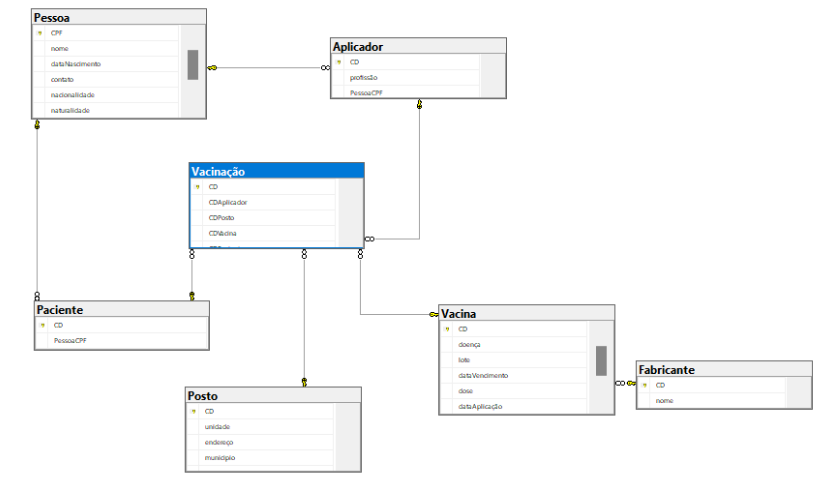 Pessoa
CPF
nome
dataNascimento
contato
nacionalidade
naturalidade
Aplicador
CD
profissão
PessoaCPF
Vacinação
CD
CDAplicador
CDPosto
CDVacina
Paciente
CD
PessoaCPF
Vacina
CD
doença
lote
dataVencimento
dose
dataAplicação
Fabricante
CD
nome
Posto
CD
unidade
endereço
município